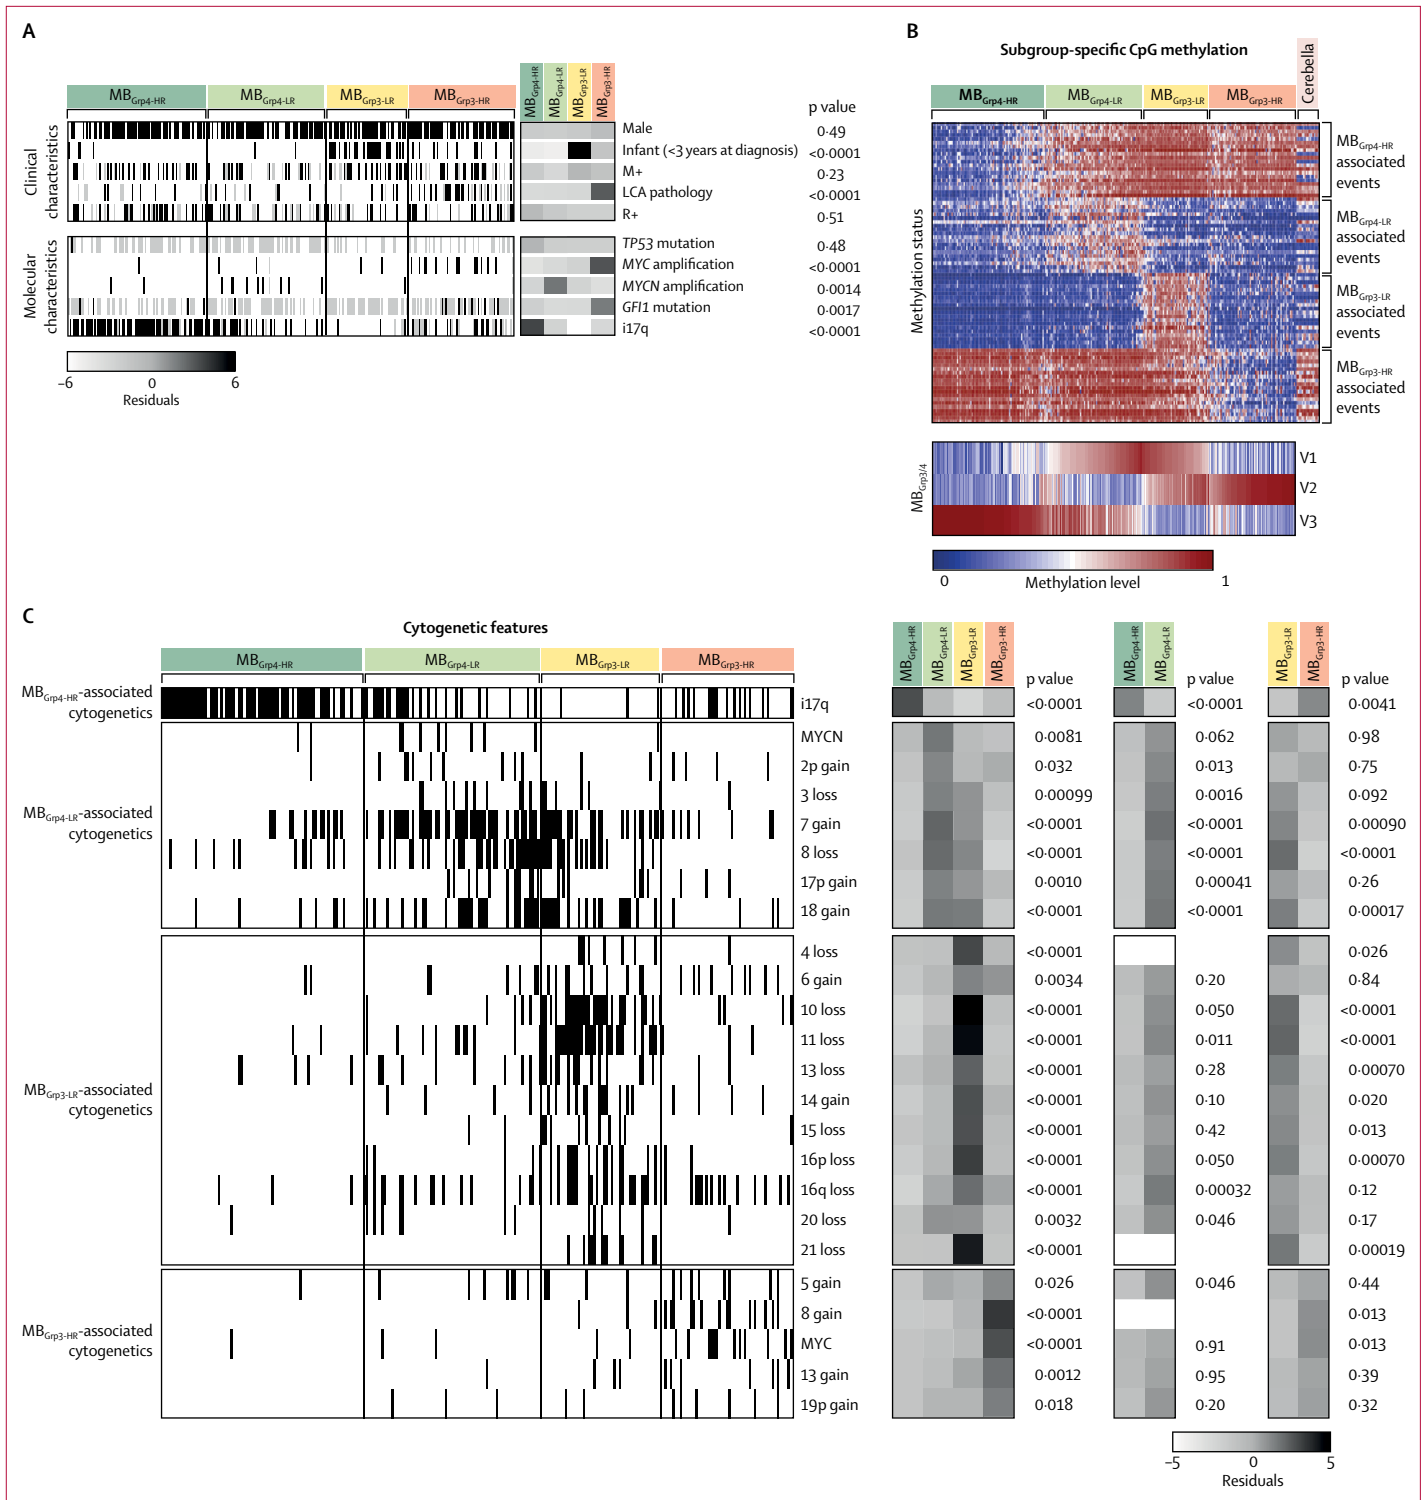 A
MBGrp4-HR
MBGrp4-LR
MBGrp3-LR
MBGrp3-HR
MBGrp4-HR
MBGrp4-LR
MBGrp3-LR
MBGrp3-HR
p value
Clinical
characteristics
Male
0·49
Infant (<3 years at diagnosis)
<0·0001
M+
0·23
LCA pathology
<0·0001
R+
0·51
Molecular
characteristics
TP53 mutation
0·48
MYC amplification
<0·0001
MYCN amplification
0·0014
GFI1 mutation
0·0017
i17q
<0·0001
–6
0
6
Residuals
B
Subgroup-specific CpG methylation
MBGrp4-HR
MBGrp4-LR
MBGrp3-LR
MBGrp3-HR
Cerebella
Methylation status
MBGrp4-HR
associated
events
MBGrp4-LR
associated
events
MBGrp3-LR
associated
events
MBGrp3-HR
associated
events
MBGrp3/4
V1
V2
V3
0
Methylation level
1
C
Cytogenetic features
MBGrp4-HR
MBGrp4-LR
MBGrp3-LR
MBGrp3-HR
MBGrp4-HR
MBGrp4-LR
MBGrp3-LR
MBGrp3-HR
p value
MBGrp4-HR
MBGrp4-LR
p value
MBGrp3-LR
MBGrp3-HR
p value
MBGrp4-HR-associated
cytogenetics
i17q <0·0001 <0·0001 0·0041
MBGrp4-LR-associated
cytogenetics
MYCN 0·0081 0·062 0·98
2p gain 0·032 0·013 0·75
3 loss 0·00099 0·0016 0·092
7 gain <0·0001 <0·0001 0·00090
8 loss <0·0001 <0·0001 <0·0001
17p gain 0·0010 0·00041 0·26
18 gain <0·0001 <0·0001 0·00017
MBGrp3-LR-associated
cytogenetics
4 loss <0·0001 0·026
6 gain 0·0034 0·20 0·84
10 loss <0·0001 0·050 <0·0001
11 loss <0·0001 0·011 <0·0001
13 loss <0·0001 0·28 0·00070
14 gain <0·0001 0·10 0·020
15 loss <0·0001 0·42 0·013
16p loss <0·0001 0·050 0·00070
16q loss <0·0001 0·00032 0·12
20 loss 0·0032 0·046 0·17
21 loss <0·0001 0·00019
MBGrp3-HR-associated
cytogenetics
5 gain 0·026 0·046 0·44
8 gain <0·0001 0·013
MYC <0·0001 0·91 0·013
13 gain 0·0012 0·95 0·39
19p gain 0·018 0·20 0·32
–5
0
5
Residuals